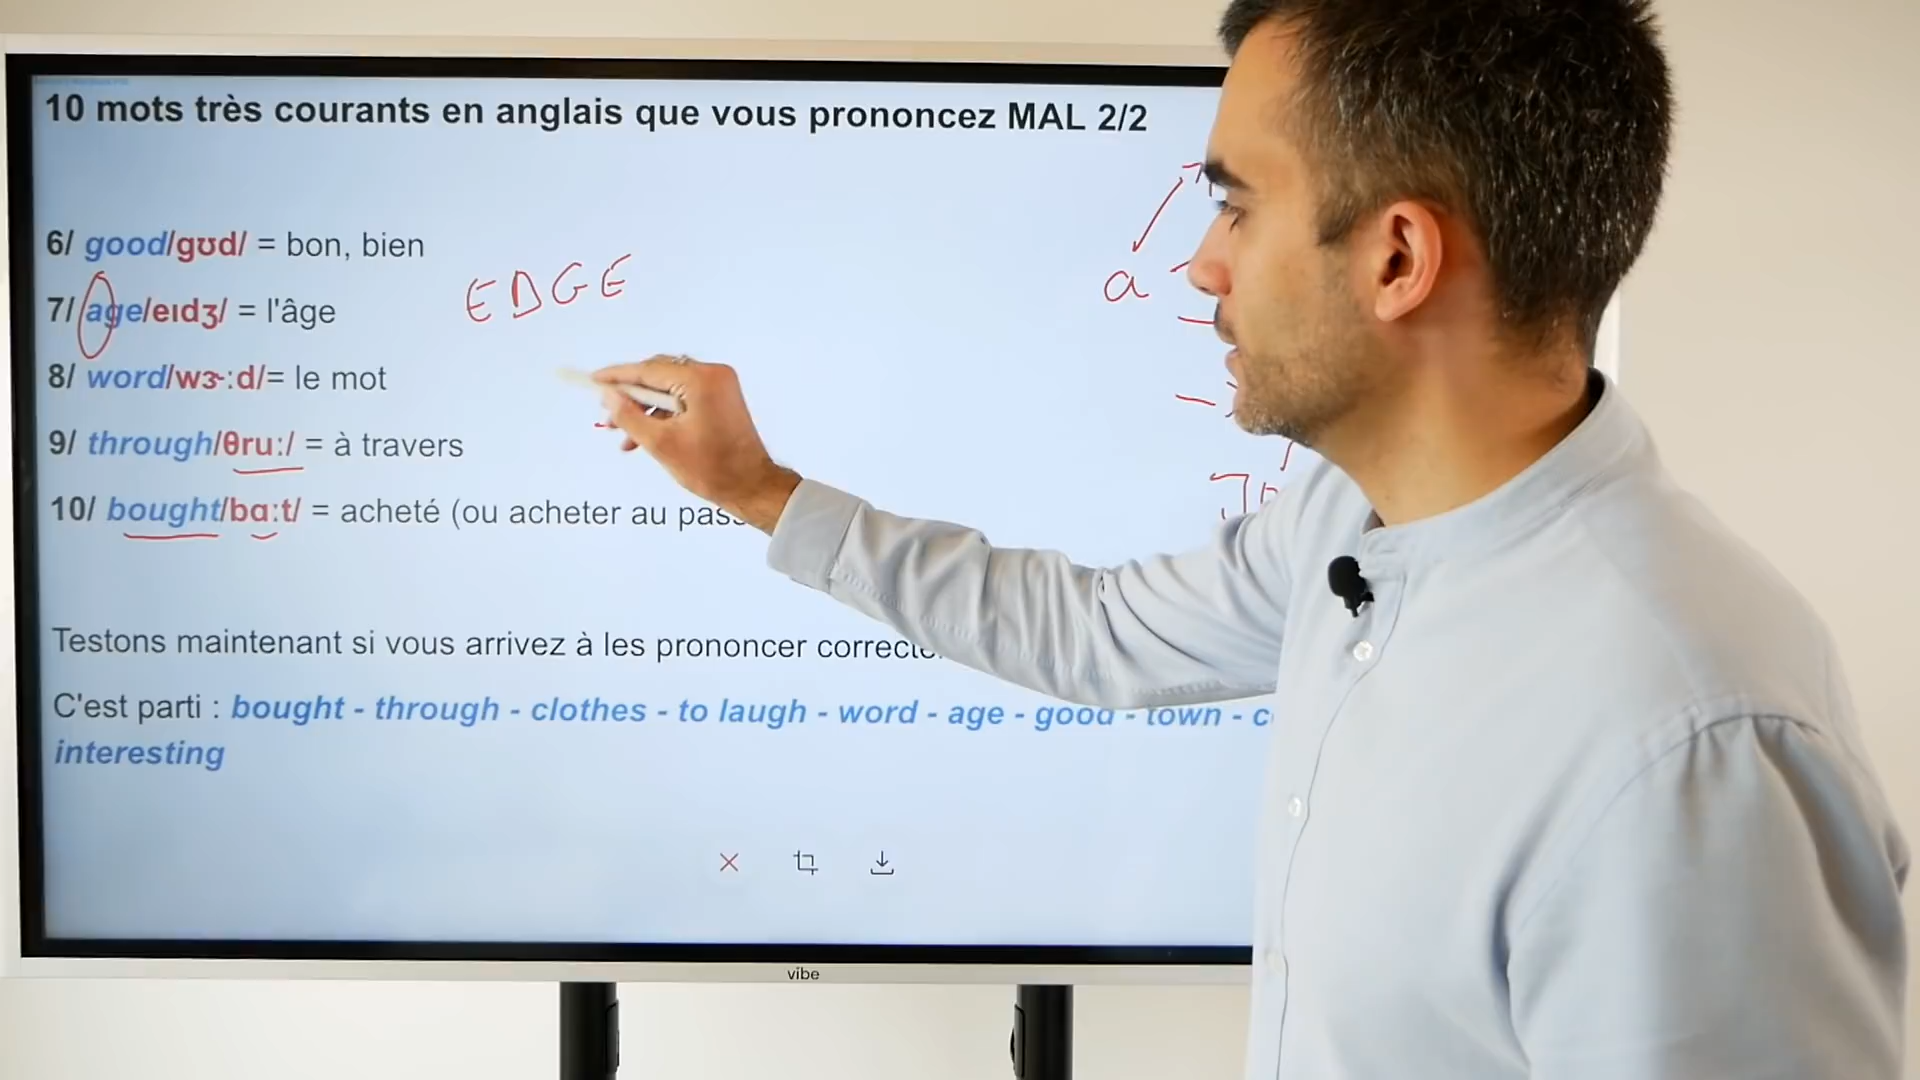 10 mots très courants en anglais que vous prononcez MAL 2/2
6/ good/gʊd/ = bon, bien
EDGE
7/ age/eɪdʒ/ = l'âge
a
8/ word/wɝː:d/= le mot
9/ through/θru:/ = à travers
10/ bought/bɑ:t/ = acheté (ou acheter au
Testons maintenant si vous arrivez à les prononcer
C'est parti : bought - through - clothes - to laugh - word - age - good - town -
interesting
vibe